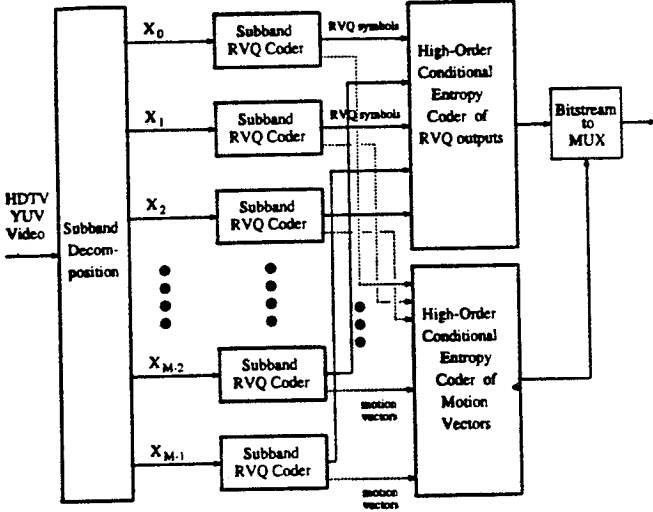 HDTV
YUV
Video
Subband
Decom-
position
X0
X1
X2
XM-2
XM-1
Subband
RVQ Coder
Subband
RVQ Coder
Subband
RVQ Coder
Subband
RVQ Coder
Subband
RVQ Coder
RVQ symbols
RVQ symbols
motion
vectors
motion
vectors
High-Order
Conditional
Entropy
Coder of
RVQ outputs
High-Order
Conditional
Entropy
Coder of
Motion
Vectors
Bitstream
to
MUX